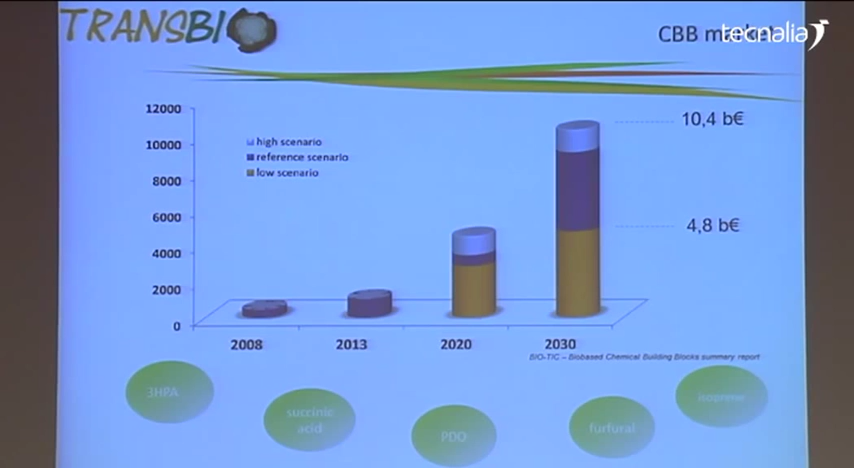 TRANSBIO
CBB market
tecnalia
12000
10000
8000
6000
4000
2000
0
high scenario
reference scenario
low scenario
10,4 b€
4,8 b€
2008
2013
2020
2030
BIO-TIC – Biobased Chemical Building Blocks summary report
3HPA
succinic
acid
PDO
furfural
isoprene